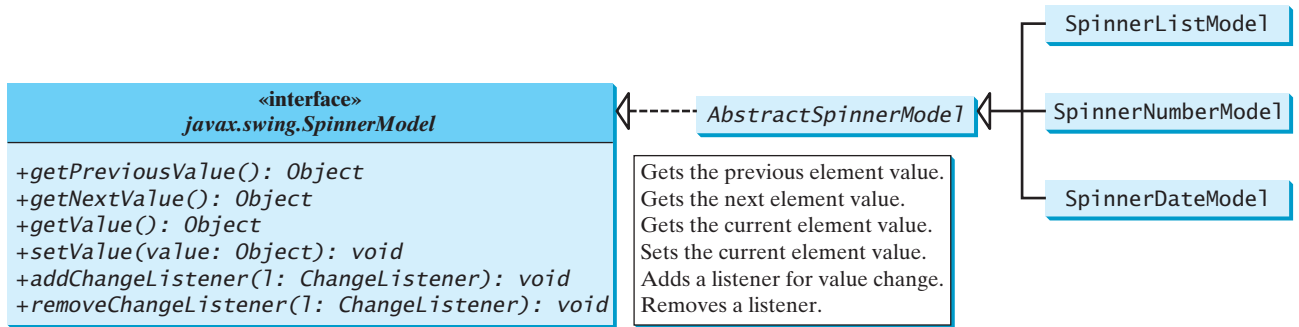 SpinnerListModel
«interface»
javax.swing.SpinnerModel
AbstractSpinnerModel
SpinnerNumberModel
+getPreviousValue(): Object
+getNextValue(): Object
+getValue(): Object
+setValue(value: Object): void
+addChangeListener(l: ChangeListener): void
+removeChangeListener(l: ChangeListener): void
Gets the previous element value.
Gets the next element value.
Gets the current element value.
Sets the current element value.
Adds a listener for value change.
Removes a listener.
SpinnerDateModel